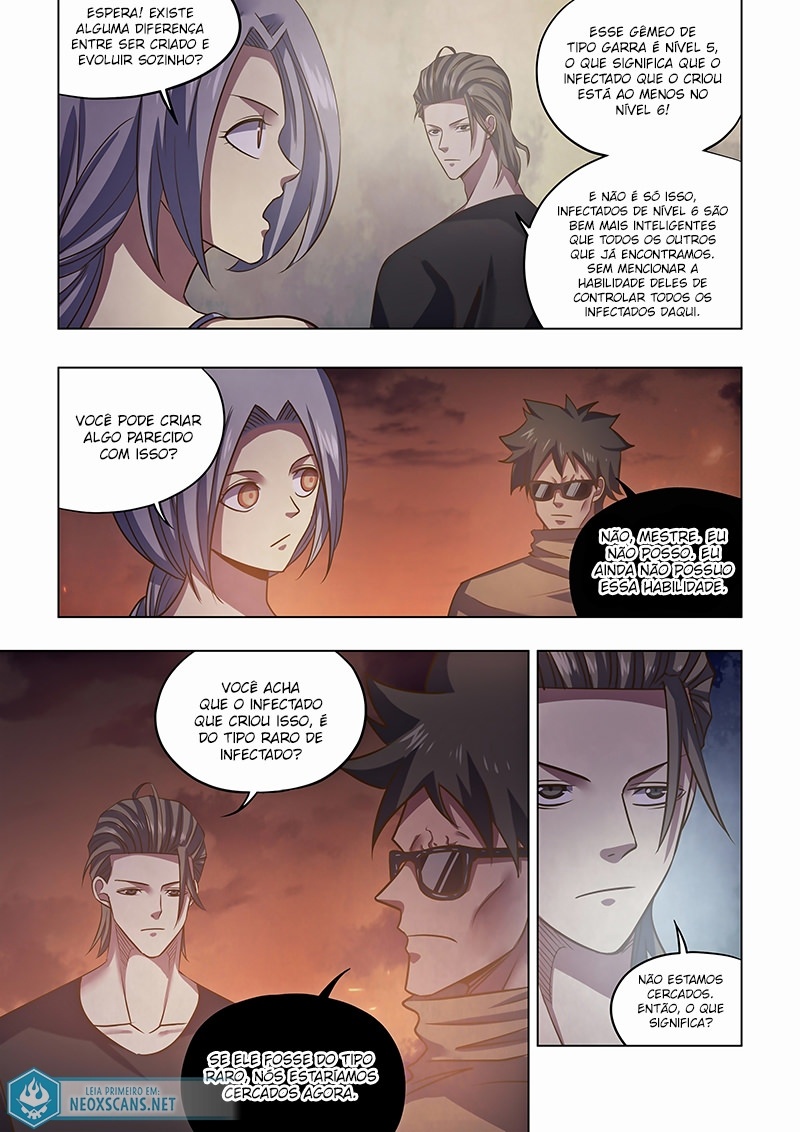 ESPERA! EXISTE
ALGUMA DIFERENÇA
ENTRE SER CRIADO E
EVOLUIR SOZINHO?
ESSE GÊMEO DE
TIPO GARRA É NÍVEL 5,
O QUE SIGNIFICA QUE O
INFECTADO QUE O CRIOU
ESTÁ AO MENOS NO
NÍVEL 6!
E NÃO É SÓ ISSO,
INFECTADOS DE NÍVEL 6 SÃO
BEM MAIS INTELIGENTES
QUE TODOS OS OUTROS
QUE JÁ ENCONTRAMOS.
SEM MENCIONAR A
HABILIDADE DELES DE
CONTROLAR TODOS OS
INFECTADOS DAQUI.
VOCÊ PODE CRIAR
ALGO PARECIDO
COM ISSO?
NÃO, MESTRE. EU
NÃO POSSO. EU
AINDA NÃO POSSUO
ESSA HABILIDADE.
VOCÊ ACHA
QUE O INFECTADO
QUE CRIOU ISSO, É
DO TIPO RARO DE
INFECTADO?
SE ELE FOSSE DO TIPO
RARO, NÓS ESTARÍAMOS
CERCADOS AGORA.
NÃO ESTAMOS
CERCADOS.
ENTÃO, O QUE
SIGNIFICA?
LEIA PRIMEIRO EM:
NEOXSCANS.NET